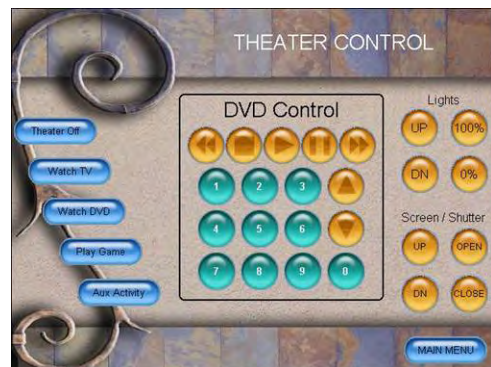 THEATER CONTROL
Theater Off
Watch TV
Watch DVD
Play Game
Aux Activity
DVD Control
1 2 3
4 5 6
7 8 9 8
Lights
UP 100%
DN 0%
Screen / Shutter
UP OPEN
DN CLOSE
MAIN MENU